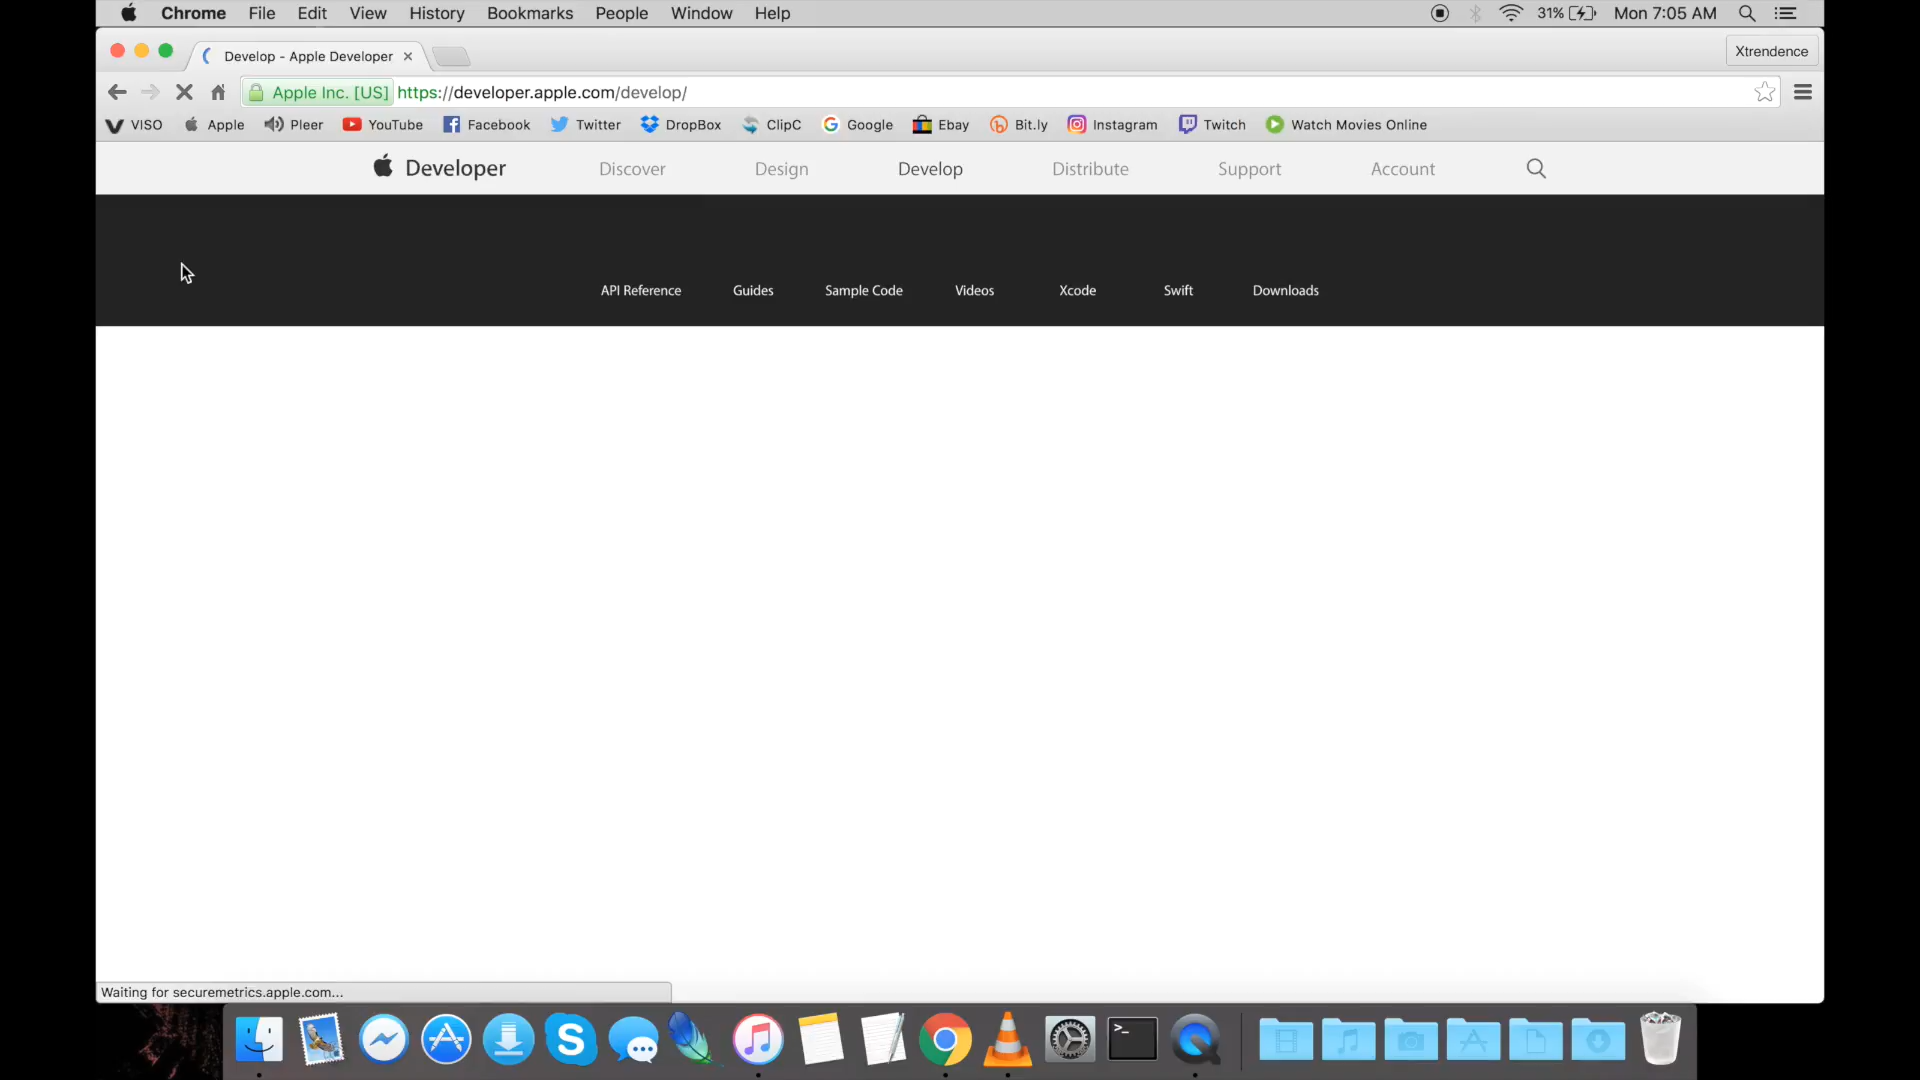 Chrome File Edit View History Bookmarks People Window Help 31% Mon 7:05 AM
Develop - Apple Developer Xtrendence
Apple Inc. [US] https://developer.apple.com/develop/
VISO Apple Pleer YouTube Facebook Twitter DropBox ClipC Google Ebay Bit.ly Instagram Twitch Watch Movies Online
Developer Discover Design Develop Distribute Support Account
API Reference Guides Sample Code Videos Xcode Swift Downloads
Waiting for securemetrics.apple.com...